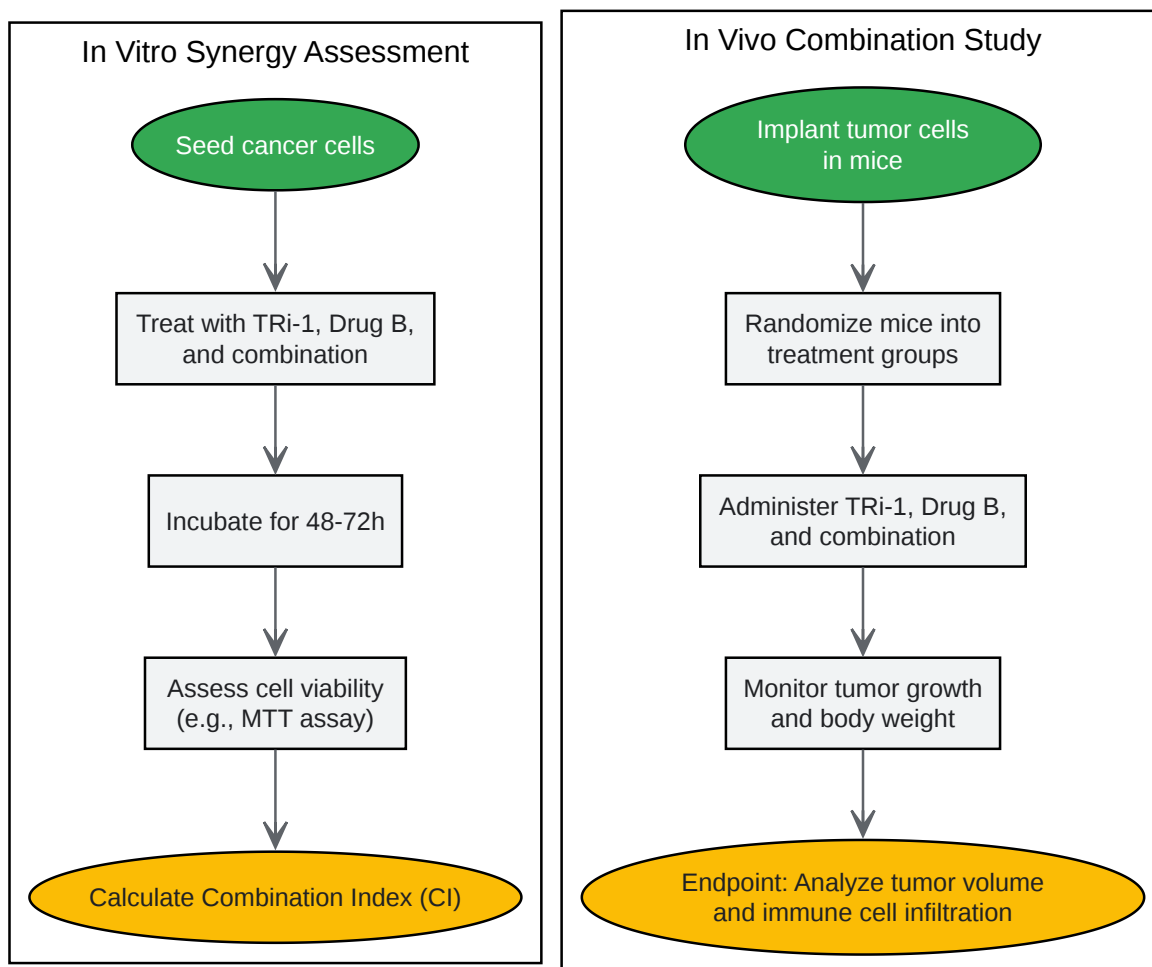 In Vitro Synergy Assessment
Seed cancer cells
Treat with TRi-1, Drug B,
and combination
Incubate for 48-72h
Assess cell viability
(e.g., MTT assay)
Calculate Combination Index (CI)
In Vivo Combination Study
Implant tumor cells
in mice
Randomize mice into
treatment groups
Administer TRi-1, Drug B,
and combination
Monitor tumor growth
and body weight
Endpoint: Analyze tumor volume
and immune cell infiltration